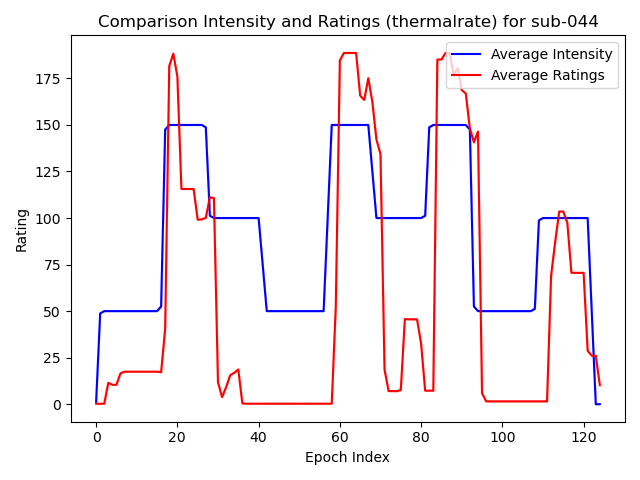 Comparison Intensity and Ratings (thermalrate) for sub-044
Average Intensity
Average Ratings
Rating
175
150
125
100
75
50
25
0
0 20 40 60 80 100 120
Epoch Index